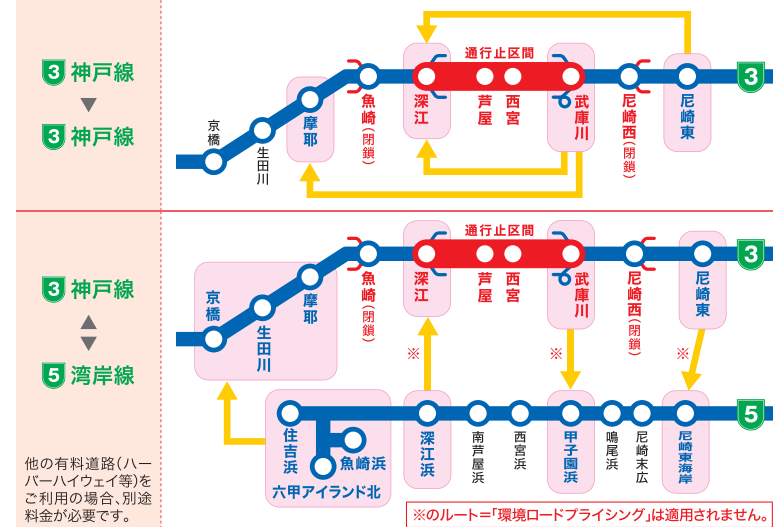 3 神戸線
3 神戸線
通行止区間
3
京橋
生田川
摩耶
魚崎(閉鎖)
深江
芦屋
西宮
武庫川
尼崎西(閉鎖)
尼崎東
3 神戸線
5 湾岸線
通行止区間
3
京橋
生田川
摩耶
魚崎(閉鎖)
深江
芦屋
西宮
武庫川
尼崎西(閉鎖)
尼崎東
※
※
※
5
住吉浜
魚崎浜
六甲アイランド北
深江浜
南芦屋浜
西宮浜
甲子園浜
鳴尾浜
尼崎末広
尼崎東海岸
他の有料道路(ハー
バーハイウェイ等)を
ご利用の場合、別途
料金が必要です。
※のルート=「環境ロードプライシング」は適用されません。